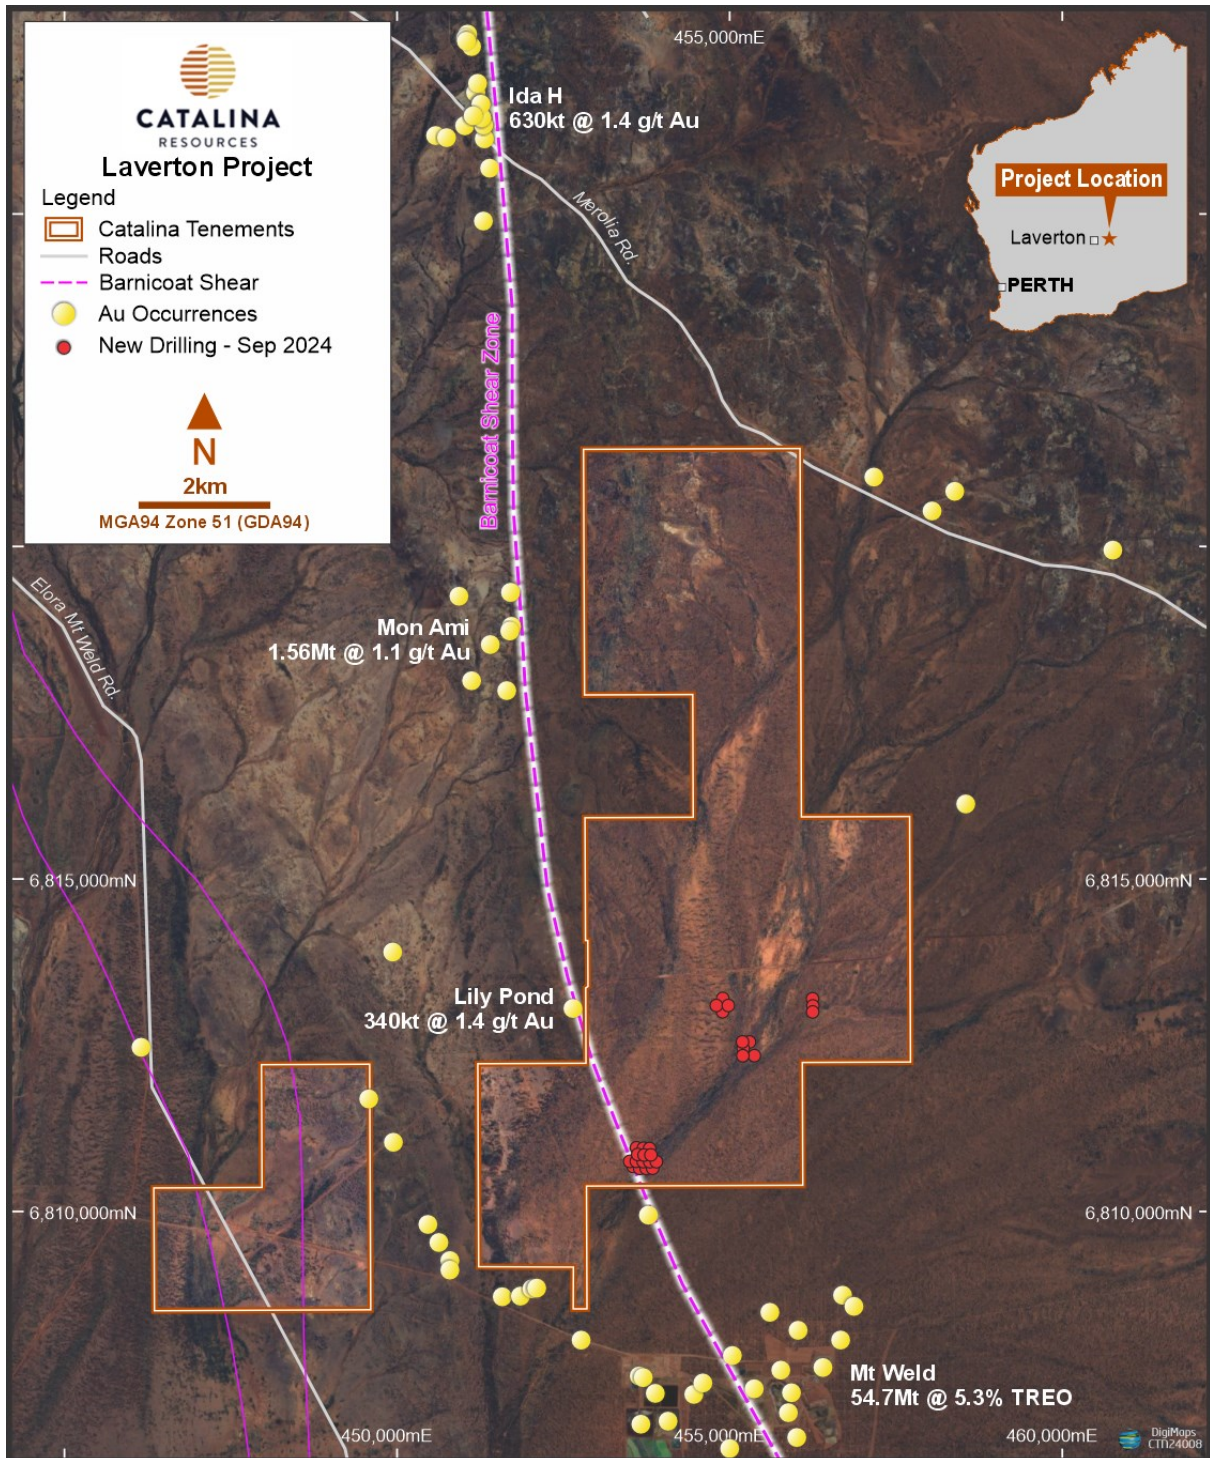 CATALINA
RESOURCES
Laverton Project
Legend
Catalina Tenements
Roads
Barnicoat Shear
Au Occurrences
New Drilling - Sep 2024
N
2km
MGA94 Zone 51 (GDA94)
455,000mE
Ida H
630kt @ 1.4 g/t Au
Merolia Rd.
Project Location
Laverton
PERTH
Barnicoat Shear Zone
Elora Mt Weld Rd.
Mon Ami
1.56Mt @ 1.1 g/t Au
6,815,000mN
6,815,000mN
Lily Pond
340kt @ 1.4 g/t Au
6,810,000mN
6,810,000mN
Mt Weld
54.7Mt @ 5.3% TREO
450,000mE
455,000mE
460,000mE
DigiMaps
CTN24008